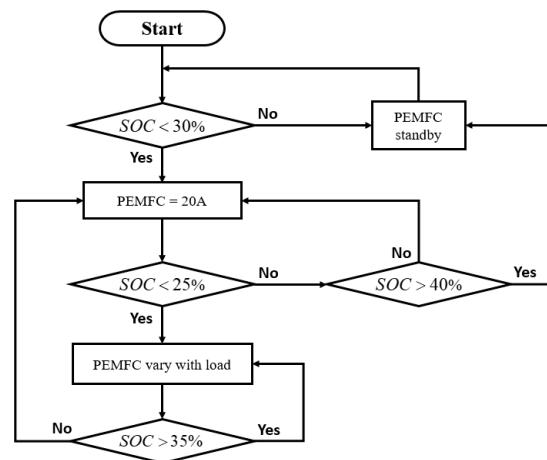 Start
SOC < 30%
No
PEMFC
standby
Yes
PEMFC = 20A
SOC < 25%
No
SOC > 40%
No
Yes
Yes
PEMFC vary with load
SOC > 35%
No
Yes